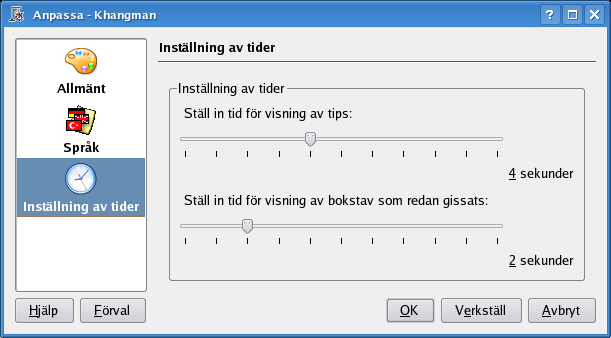 Anpassa - Khangman
Allmänt
Språk
Inställning av tider
Inställning av tider
Inställning av tider
Ställ in tid för visning av tips:
4 sekunder
Ställ in tid för visning av bokstav som redan gissats:
2 sekunder
Hjälp Förval OK Verkställ Avbryt